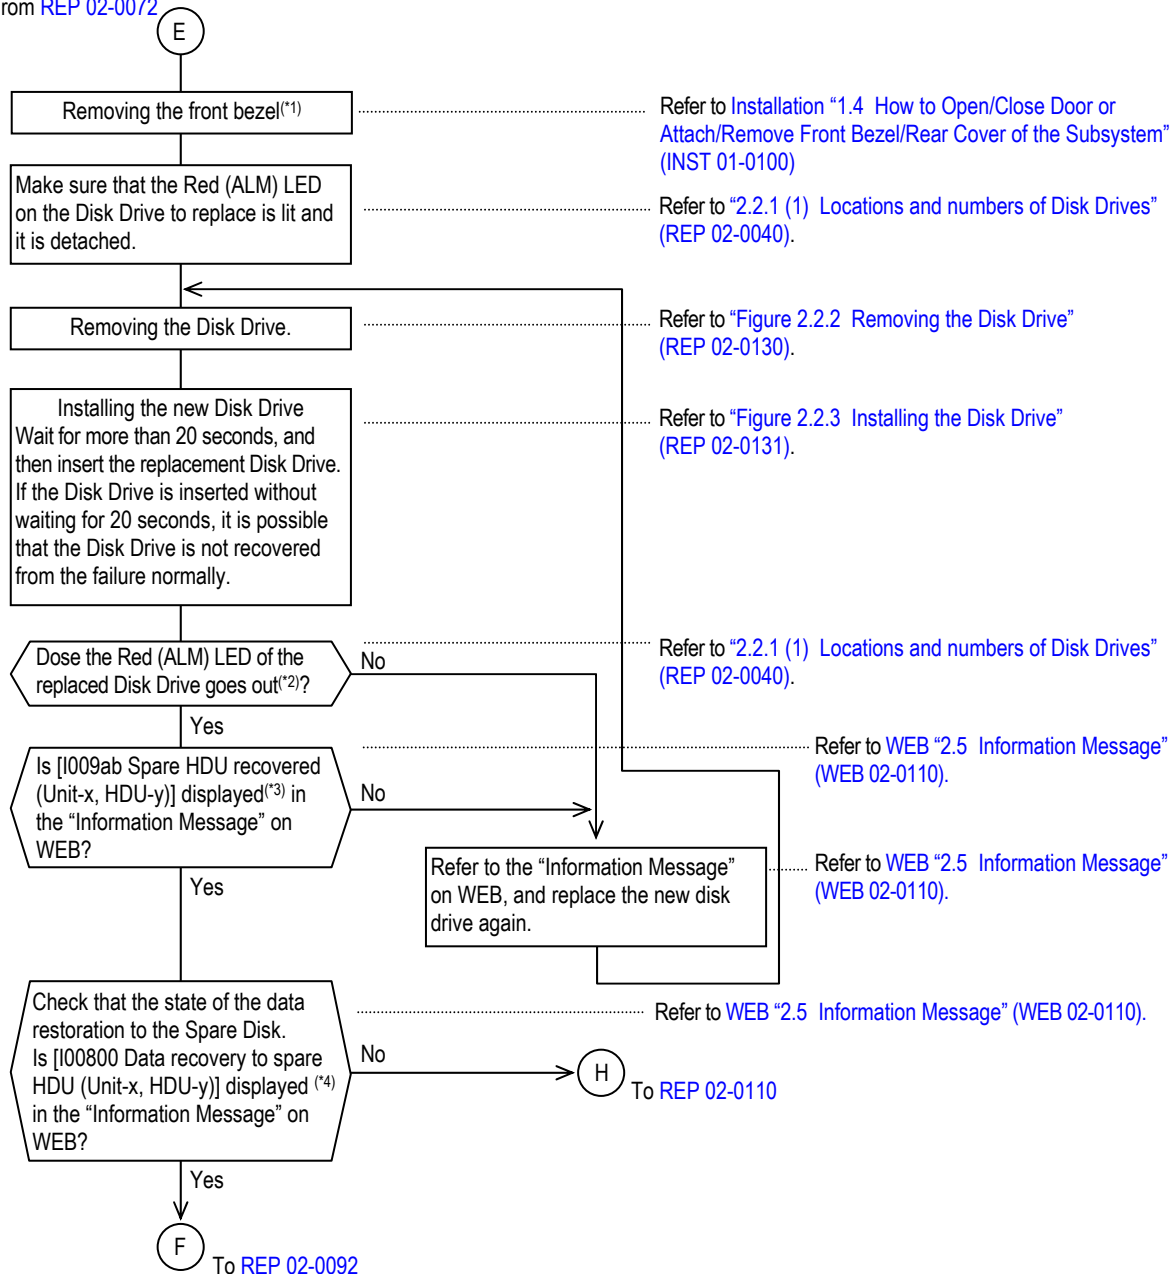 rom REP 02-0072
E
Removing the front bezel(*1)
Refer to Installation “1.4 How to Open/Close Door or
Attach/Remove Front Bezel/Rear Cover of the Subsystem”
(INST 01-0100)
Make sure that the Red (ALM) LED
on the Disk Drive to replace is lit and
it is detached.
Refer to “2.2.1 (1) Locations and numbers of Disk Drives”
(REP 02-0040).
Removing the Disk Drive.
Refer to “Figure 2.2.2 Removing the Disk Drive”
(REP 02-0130).
Installing the new Disk Drive
Wait for more than 20 seconds, and
then insert the replacement Disk Drive.
If the Disk Drive is inserted without
waiting for 20 seconds, it is possible
that the Disk Drive is not recovered
from the failure normally.
Refer to “Figure 2.2.3 Installing the Disk Drive”
(REP 02-0131).
Dose the Red (ALM) LED of the
replaced Disk Drive goes out(*2)?
No
Refer to “2.2.1 (1) Locations and numbers of Disk Drives”
(REP 02-0040).
Yes
Is [I009ab Spare HDU recovered
(Unit-x, HDU-y)] displayed(*3) in
the “Information Message” on
WEB?
No
Refer to WEB “2.5 Information Message”
(WEB 02-0110).
Refer to the “Information Message”
on WEB, and replace the new disk
drive again.
Refer to WEB “2.5 Information Message”
(WEB 02-0110).
Yes
Check that the state of the data
restoration to the Spare Disk.
Is [I00800 Data recovery to spare
HDU (Unit-x, HDU-y)] displayed (*4)
in the “Information Message” on
WEB?
Refer to WEB “2.5 Information Message” (WEB 02-0110).
No
H
To REP 02-0110
Yes
F
To REP 02-0092